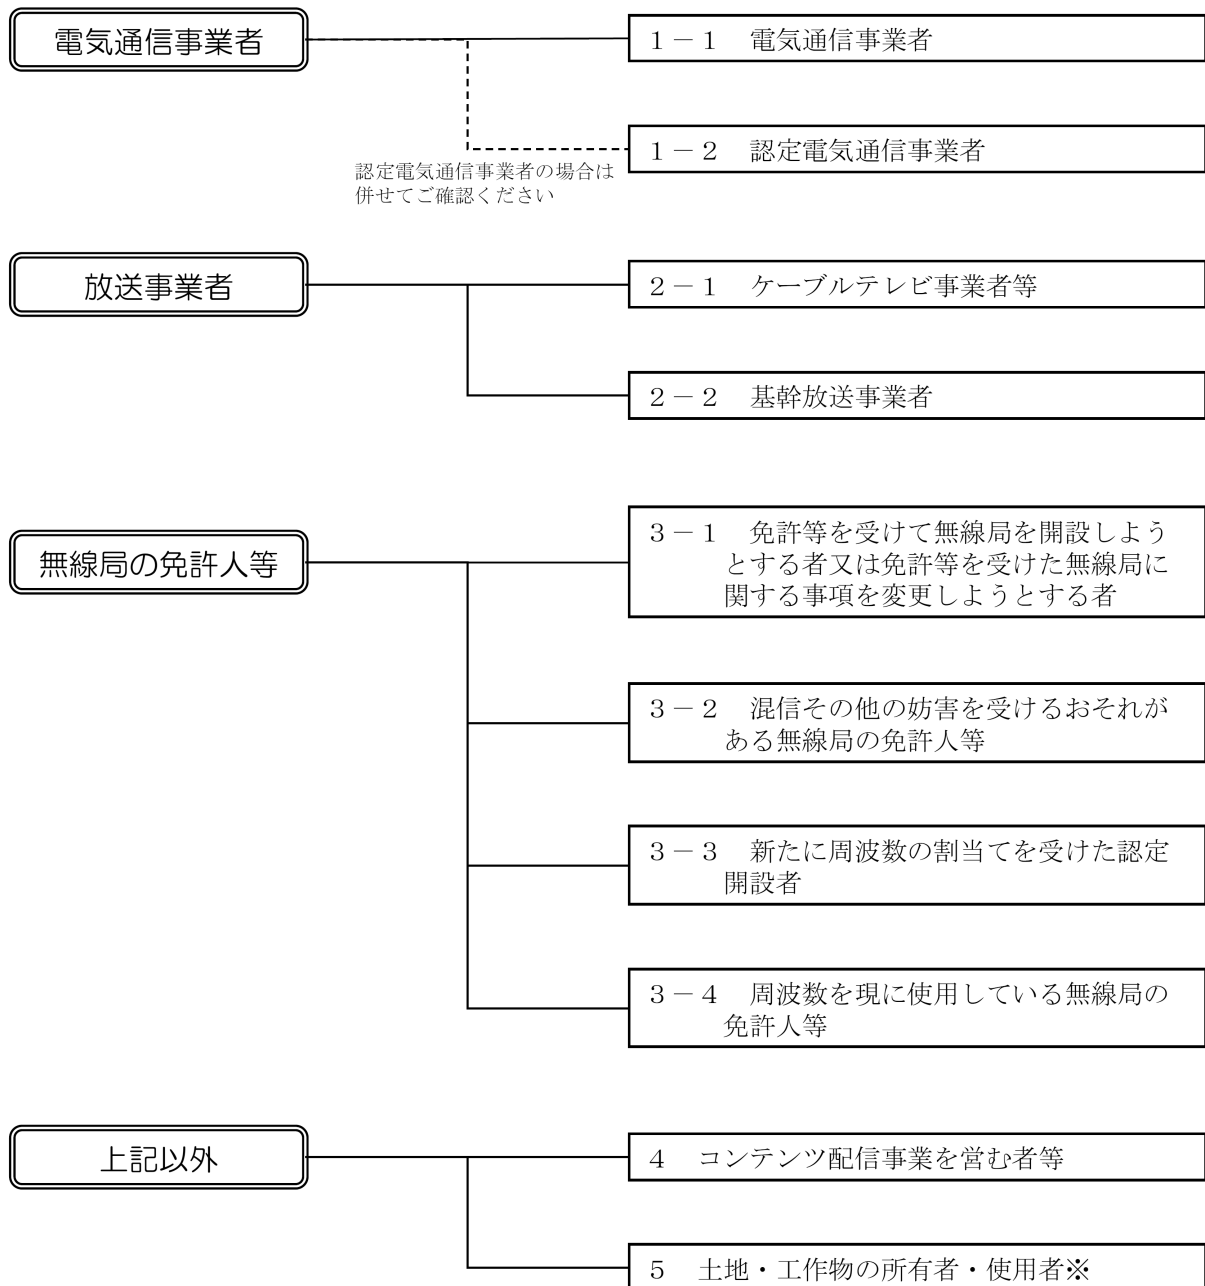 電気通信事業者
1－1　電気通信事業者
1－2　認定電気通信事業者
認定電気通信事業者の場合は
併せてご確認ください
放送事業者
2－1　ケーブルテレビ事業者等
2－2　基幹放送事業者
無線局の免許人等
3－1　免許等を受けて無線局を開設しよう
とする者又は免許等を受けた無線局に
関する事項を変更しようとする者
3－2　混信その他の妨害を受けるおそれが
ある無線局の免許人等
3－3　新たに周波数の割当てを受けた認定
開設者
3－4　周波数を現に使用している無線局の
免許人等
上記以外
4　コンテンツ配信事業を営む者等
5　土地・工作物の所有者・使用者※